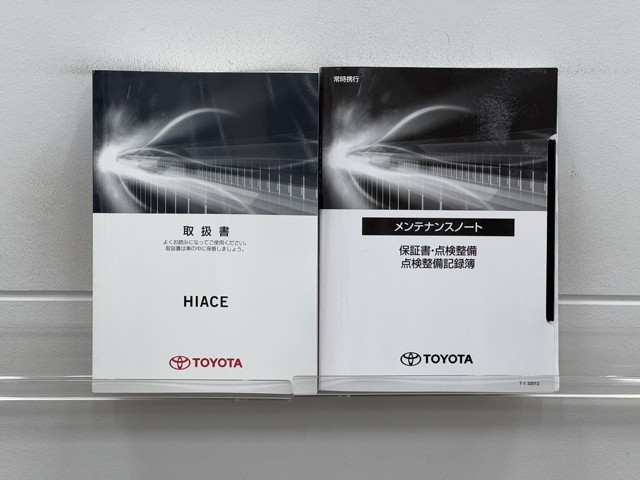 取扱書
よくお読みになってご使用ください。
取扱書は車の中に保管しましょう。
HIACE
TOYOTA
常時携行
メンテナンスノート
保証書・点検整備
点検整備記録簿
TOYOTA
T-1 32012